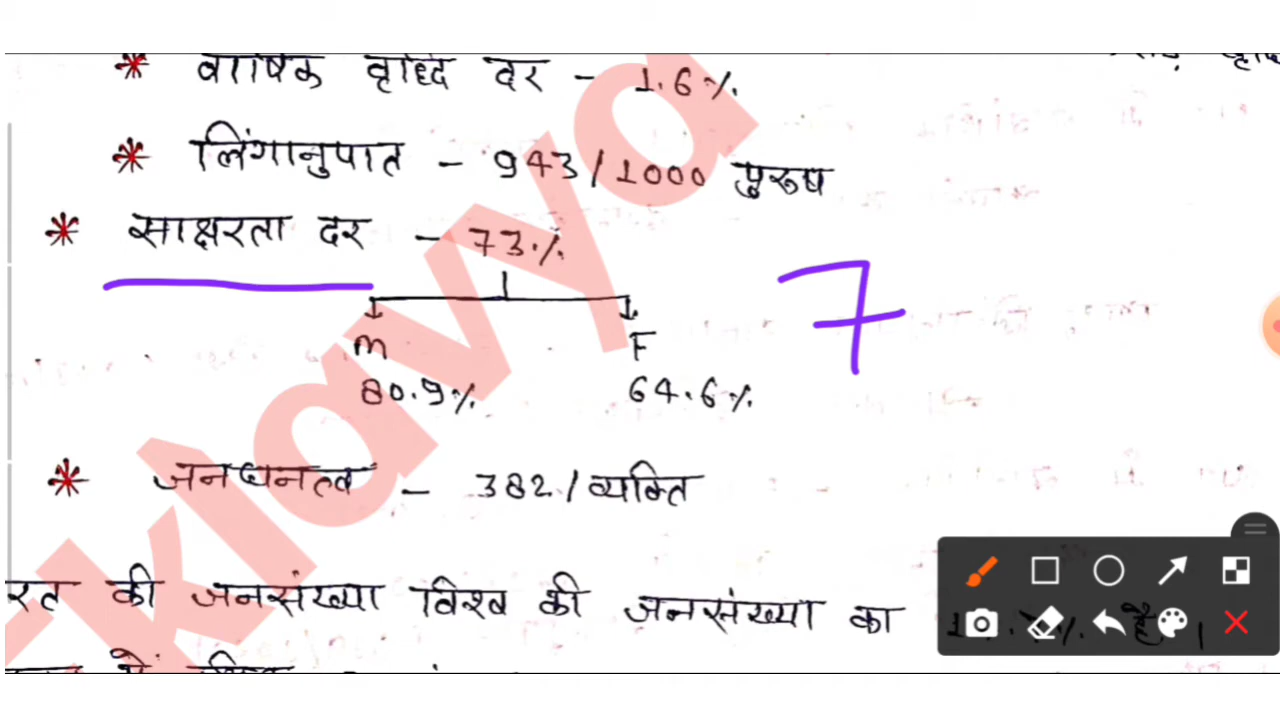 * वार्षिक वृद्धि दर - 1.6%
* लिंगानुपात - 943/1000 पुरूष
* साक्षरता दर - 73%
7
M F
80.9% 64.6%
* जनघनत्व - 382/व्यक्ति
रत की जनसंख्या विश्व की जनसंख्या का है।
klavya